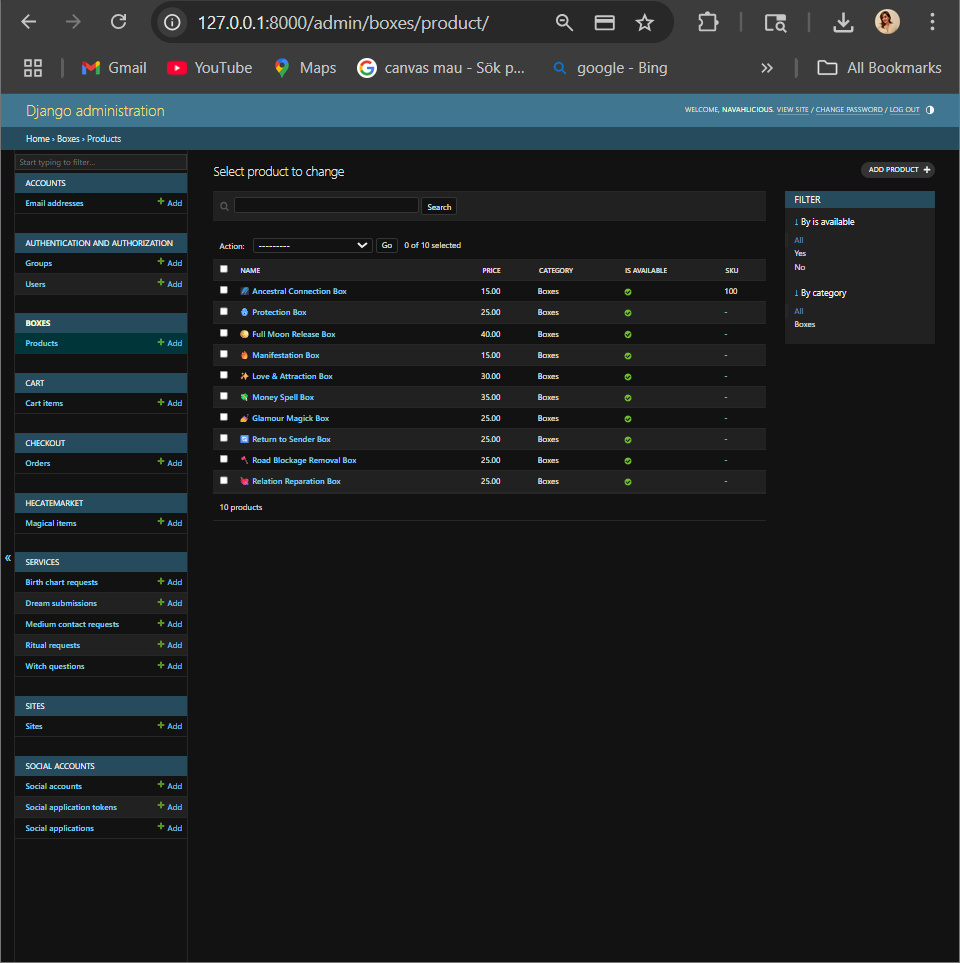 127.0.0.1:8000/admin/boxes/product/
Gmail YouTube Maps canvas mau - Sök p... google - Bing » All Bookmarks
Django administration
WELCOME, NAVAHLICIOUS. VIEW SITE / CHANGE PASSWORD / LOG OUT
Home › Boxes › Products
Start typing to filter...
ACCOUNTS
Email addresses + Add
AUTHENTICATION AND AUTHORIZATION
Groups + Add
Users + Add
BOXES
Products + Add
CART
Cart items + Add
CHECKOUT
Orders + Add
HECATEMARKET
Magical items + Add
SERVICES
Birth chart requests + Add
Dream submissions + Add
Medium contact requests + Add
Ritual requests + Add
Witch questions + Add
SITES
Sites + Add
SOCIAL ACCOUNTS
Social accounts + Add
Social application tokens + Add
Social applications + Add
«
Select product to change
ADD PRODUCT +
Search
Action: --------- Go 0 of 10 selected
NAME PRICE CATEGORY IS AVAILABLE SKU
Ancestral Connection Box 15.00 Boxes 100
Protection Box 25.00 Boxes -
Full Moon Release Box 40.00 Boxes -
Manifestation Box 15.00 Boxes -
Love & Attraction Box 30.00 Boxes -
Money Spell Box 35.00 Boxes -
Glamour Magick Box 25.00 Boxes -
Return to Sender Box 25.00 Boxes -
Road Blockage Removal Box 25.00 Boxes -
Relation Reparation Box 25.00 Boxes -
10 products
FILTER
↓ By is available
All
Yes
No
↓ By category
All
Boxes